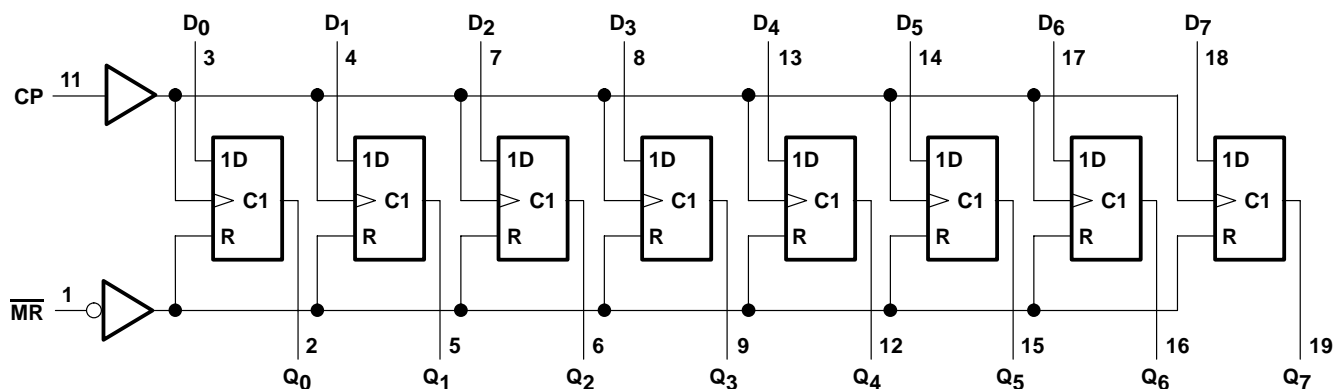 D0 D1 D2 D3 D4 D5 D6 D7
3 4 7 8 13 14 17 18
CP 11
1D 1D 1D 1D 1D 1D 1D 1D
C1 C1 C1 C1 C1 C1 C1 C1
R R R R R R R R
M̅R̅ 1
2 5 6 9 12 15 16 19
Q0 Q1 Q2 Q3 Q4 Q5 Q6 Q7